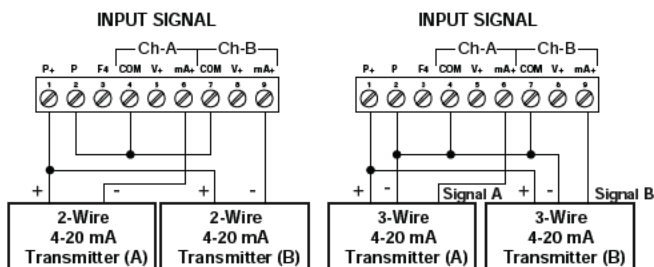 INPUT SIGNAL
Ch-A Ch-B
P+ P F4 COM V+ mA+ COM V+ mA+
1 2 3 4 5 6 7 8 9
+ - + -
2-Wire
4-20 mA
Transmitter (A)
2-Wire
4-20 mA
Transmitter (B)
INPUT SIGNAL
Ch-A Ch-B
P+ P F4 COM V+ mA+ COM V+ mA+
1 2 3 4 5 6 7 8 9
+ - Signal A + - Signal B
3-Wire
4-20 mA
Transmitter (A)
3-Wire
4-20 mA
Transmitter (B)